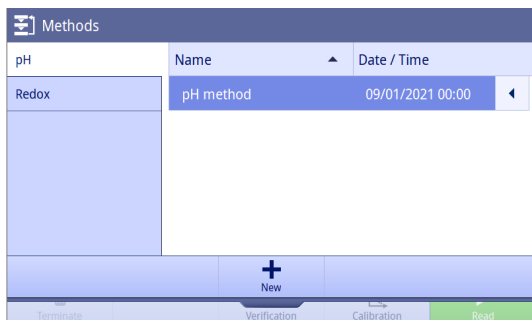 Methods
pH
Name
Date / Time
Redox
pH method
09/01/2021 00:00
New
Terminate
Verification
Calibration
Read